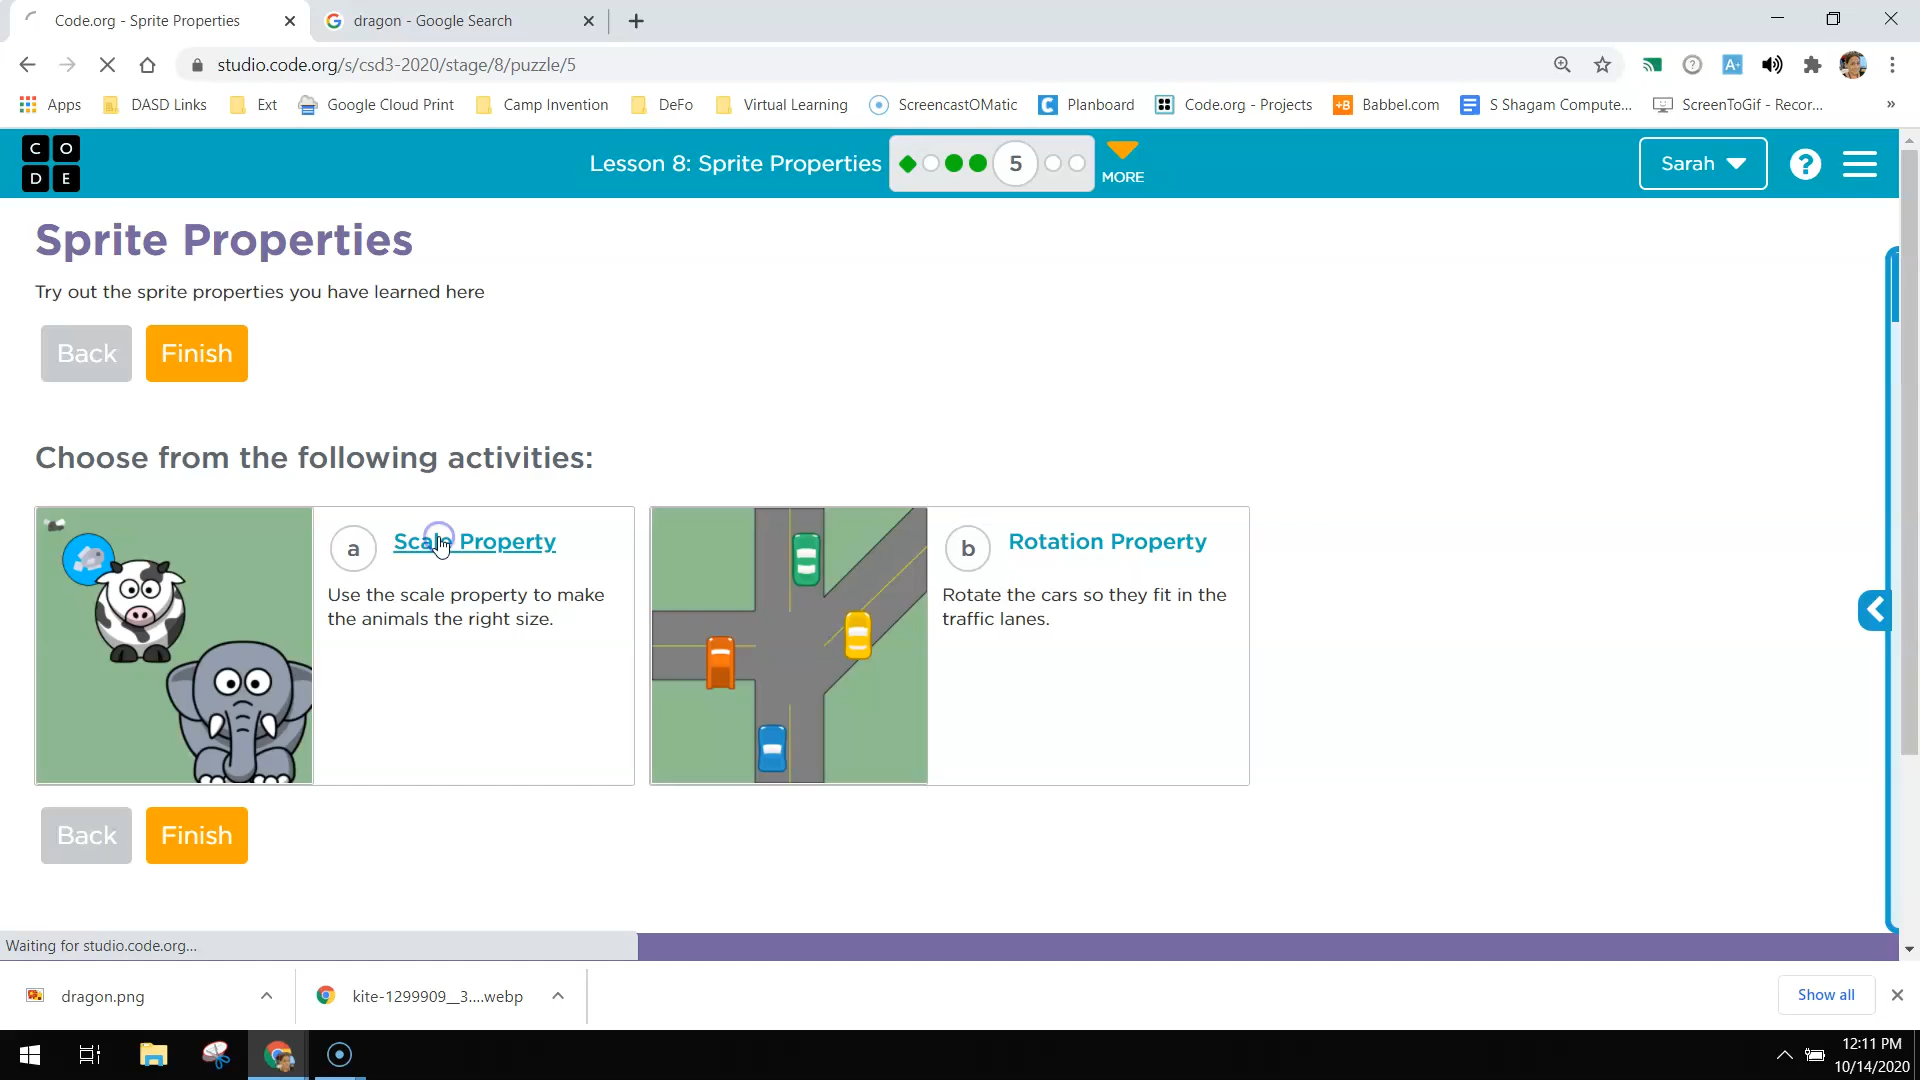 Code.org - Sprite Properties
dragon - Google Search
studio.code.org/s/csd3-2020/stage/8/puzzle/5
Apps DASD Links Ext Google Cloud Print Camp Invention DeFo Virtual Learning ScreencastOMatic Planboard Code.org - Projects Babbel.com S Shagam Compute... ScreenToGif - Recor... »
C O
D E
Lesson 8: Sprite Properties
5
MORE
Sarah
?
Sprite Properties
Try out the sprite properties you have learned here
Back Finish
Choose from the following activities:
a Scale Property
Use the scale property to make
the animals the right size.
b Rotation Property
Rotate the cars so they fit in the
traffic lanes.
Back Finish
Waiting for studio.code.org...
dragon.png
kite-1299909__3....webp
Show all
12:11 PM
10/14/2020